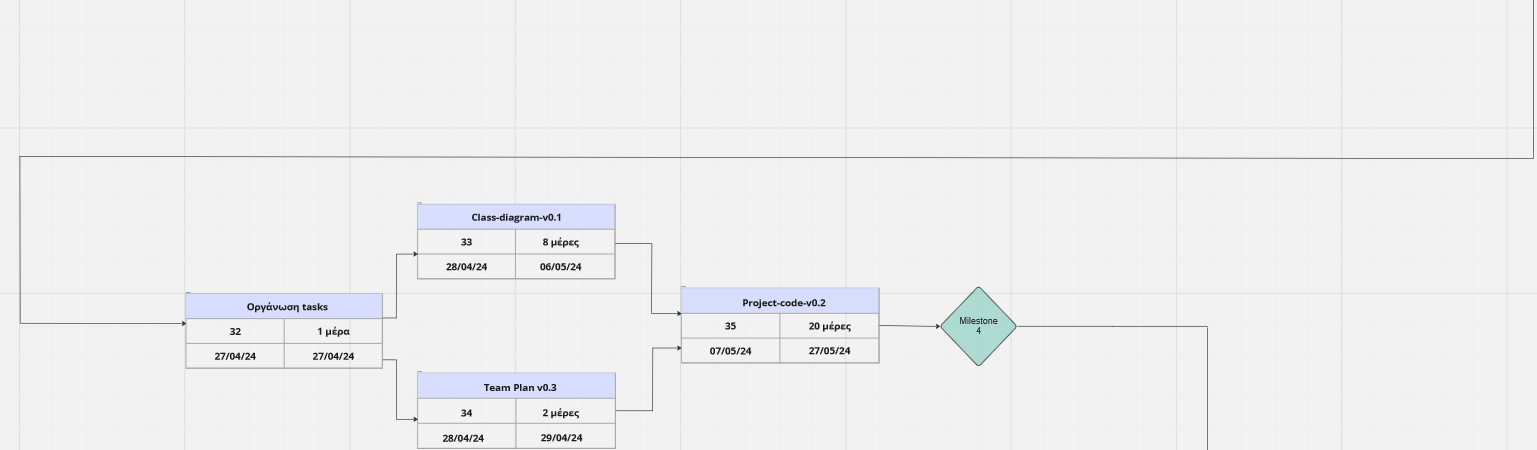 Class-diagram-v0.1
33 8 μέρες
28/04/24 06/05/24
Οργάνωση tasks
32 1 μέρα
27/04/24 27/04/24
Team Plan v0.3
34 2 μέρες
28/04/24 29/04/24
Project-code-v0.2
35 20 μέρες
07/05/24 27/05/24
Milestone
4